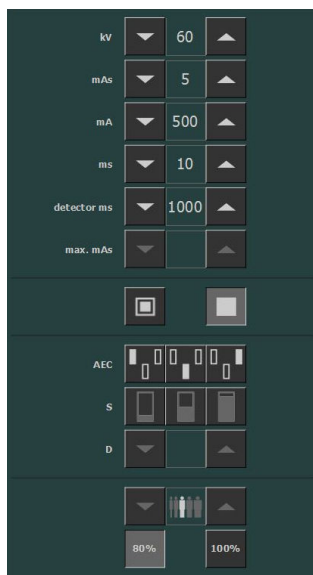 kV 60
mAs 5
mA 500
ms 10
detector ms 1000
max. mAs
AEC
S
D
80% 100%